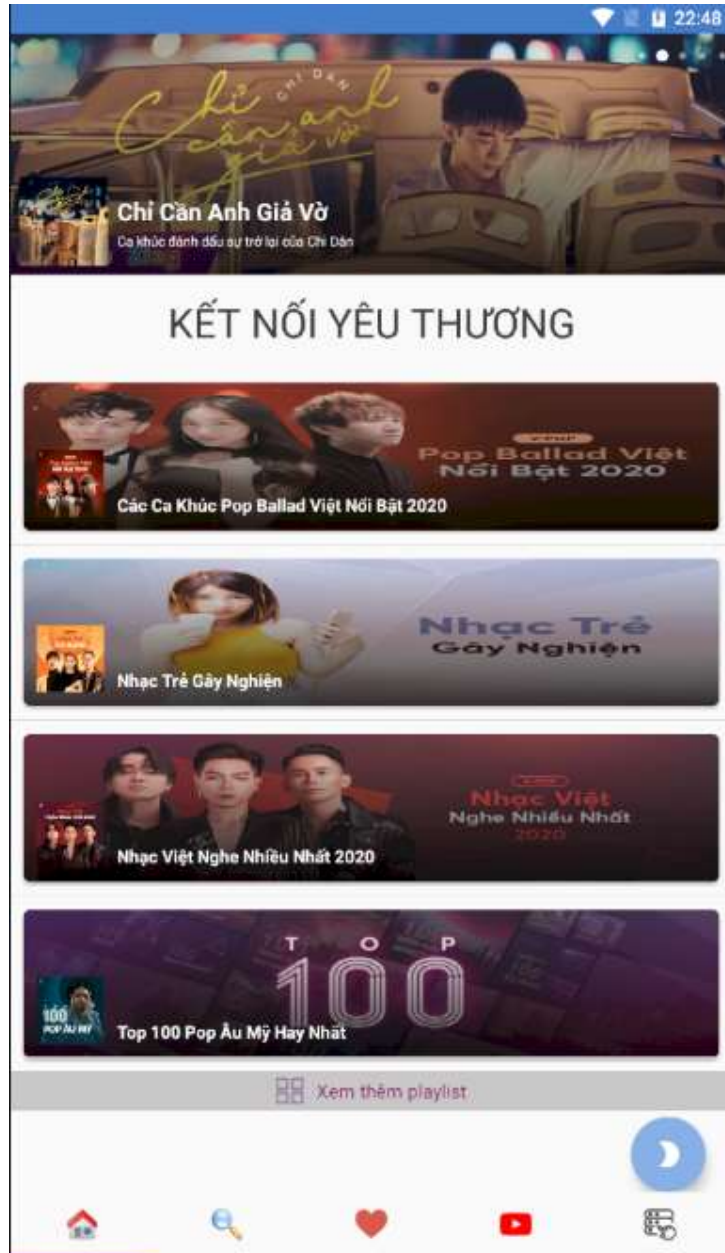 22:48
CHI DÂN
Chỉ
cần anh
giả vờ
Chỉ Cần Anh Giả Vờ
Ca khúc đánh dấu sự trở lại của Chi Dân
KẾT NỐI YÊU THƯƠNG
V-POP
Pop Ballad Việt
Nổi Bật 2020
Các Ca Khúc Pop Ballad Việt Nổi Bật 2020
Nhạc Trẻ
Gây Nghiện
Nhạc Trẻ Gây Nghiện
Nhạc Việt
Nghe Nhiều Nhất
2020
Nhạc Việt Nghe Nhiều Nhất 2020
TOP
100
100
POP ÂU MỸ
Top 100 Pop Âu Mỹ Hay Nhất
Xem thêm playlist